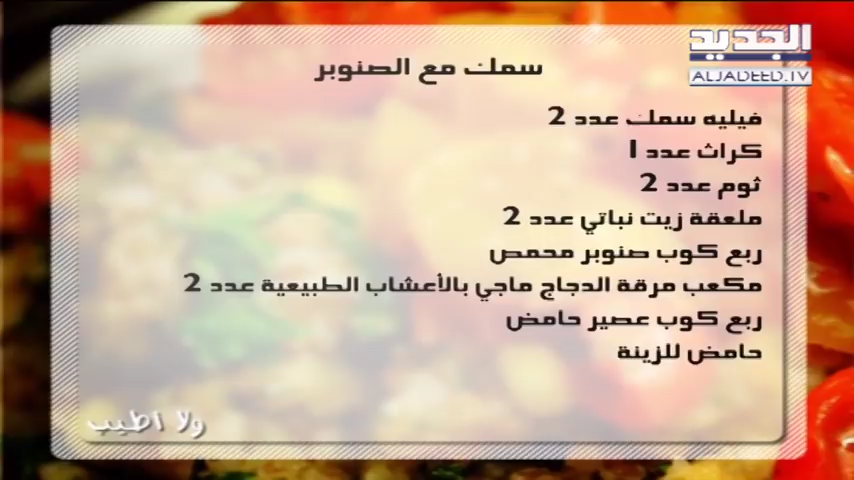 الجديد
ALJADEED.TV
سمك مع الصنوبر
فيليه سمك عدد 2
كراث عدد 1
ثوم عدد 2
ملعقة زيت نباتي عدد 2
ربع كوب صنوبر محمص
مكعب مرقة الدجاج ماجي بالأعشاب الطبيعية عدد 2
ربع كوب عصير حامض
حامض للزينة
ولا اطيب